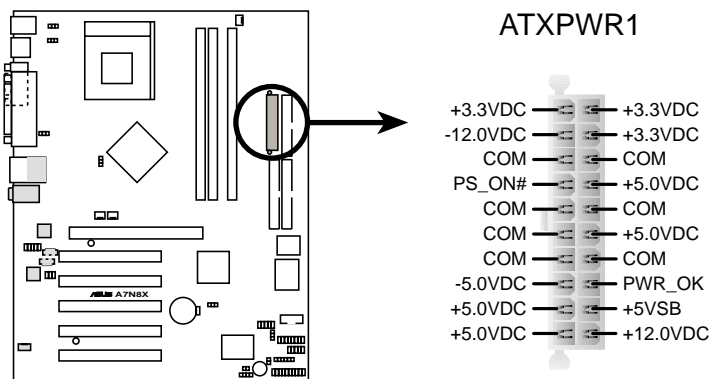 ATXPWR1
+3.3VDC +3.3VDC
-12.0VDC +3.3VDC
COM COM
PS_ON# +5.0VDC
COM COM
COM +5.0VDC
COM COM
-5.0VDC PWR_OK
+5.0VDC +5VSB
+5.0VDC +12.0VDC
ASUS A7N8X